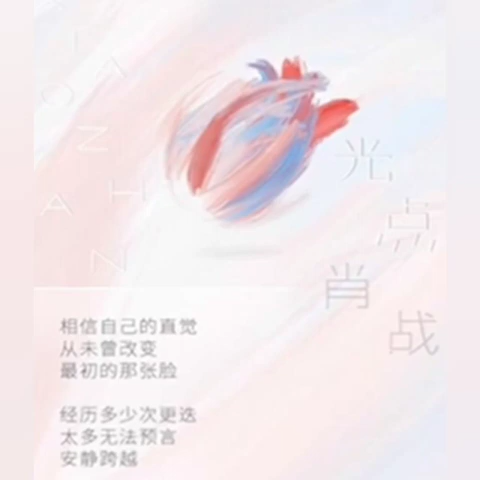 光点
肖战
相信自己的直觉
从未曾改变
最初的那张脸
经历多少次更迭
太多无法预言
安静跨越